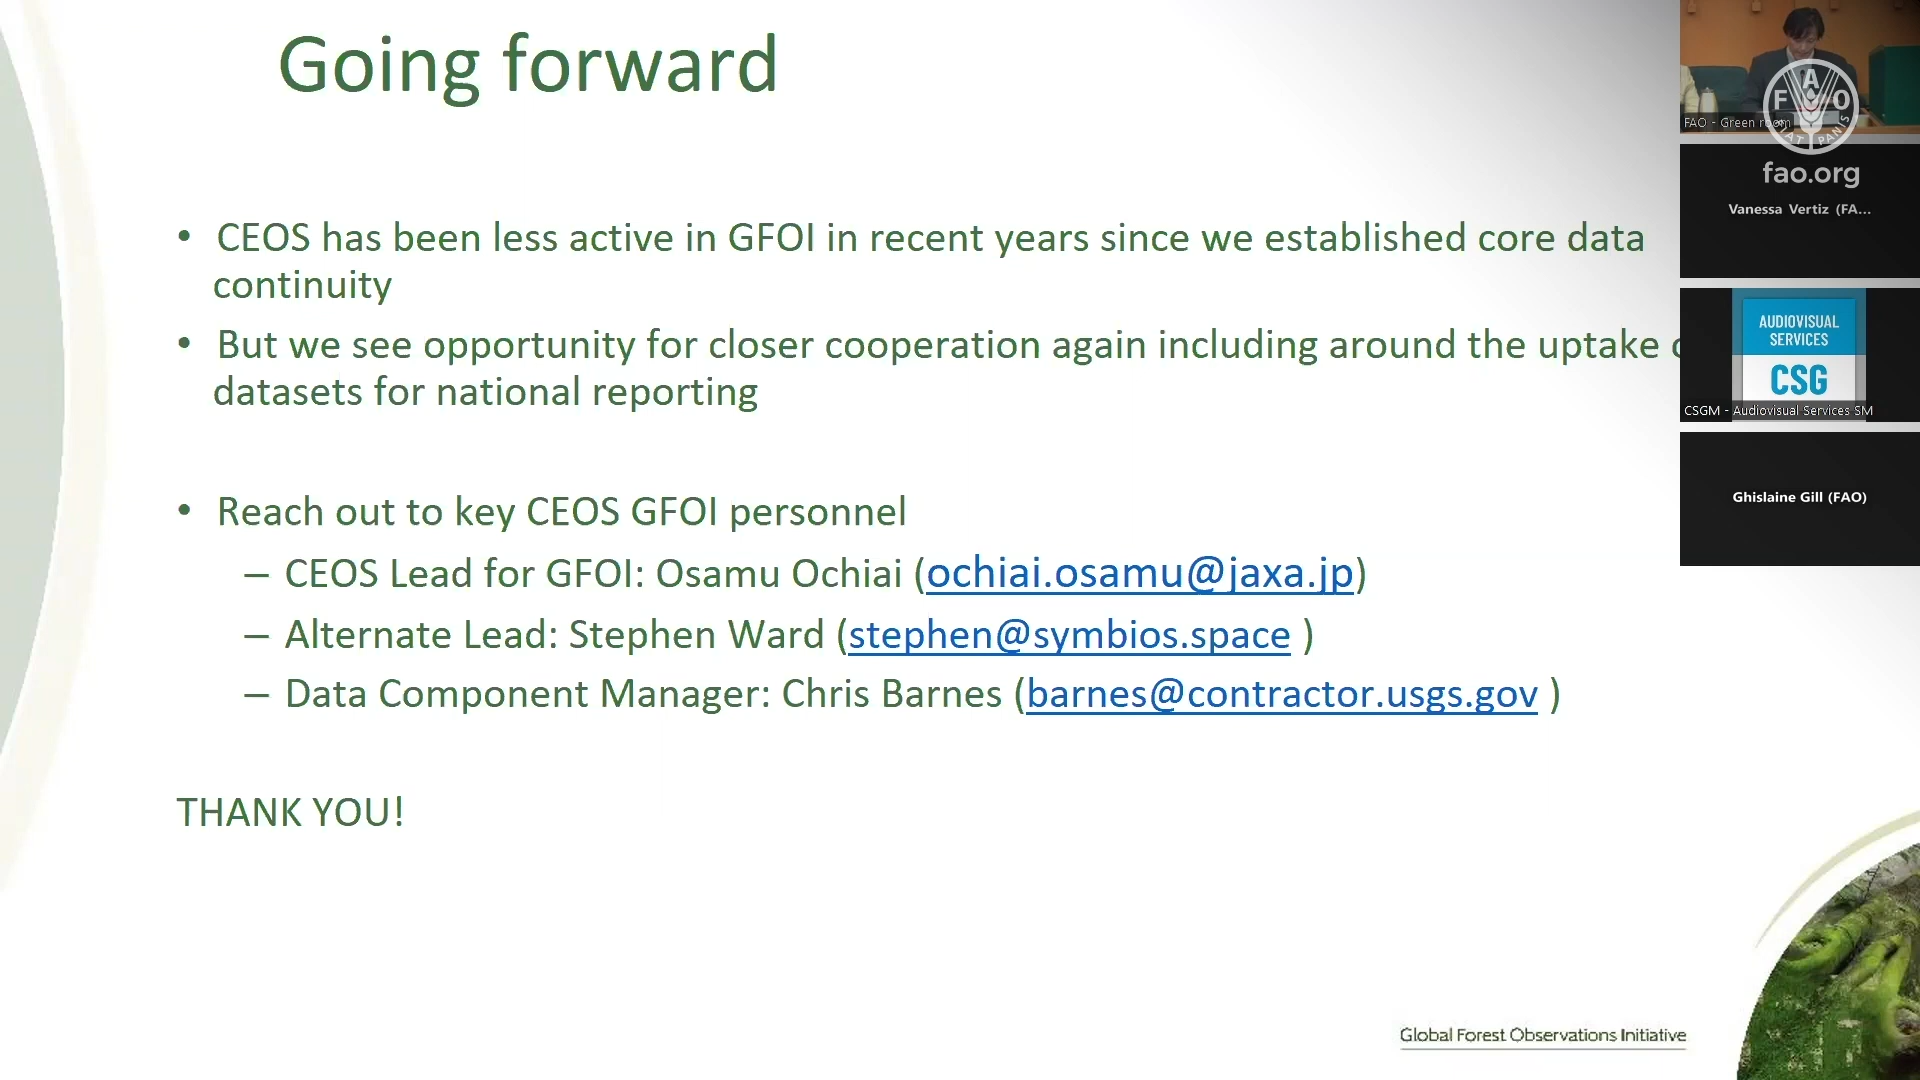 Going forward
• CEOS has been less active in GFOI in recent years since we established core data
continuity
• But we see opportunity for closer cooperation again including around the uptake
datasets for national reporting
• Reach out to key CEOS GFOI personnel
– CEOS Lead for GFOI: Osamu Ochiai (ochiai.osamu@jaxa.jp)
– Alternate Lead: Stephen Ward (stephen@symbios.space )
– Data Component Manager: Chris Barnes (barnes@contractor.usgs.gov )
THANK YOU!
Global Forest Observations Initiative
FAO - Green room
F A O
FIAT PANIS
fao.org
Vanessa Vertiz (FA...
AUDIOVISUAL
SERVICES
CSG
CSGM - Audiovisual Services SM
Ghislaine Gill (FAO)